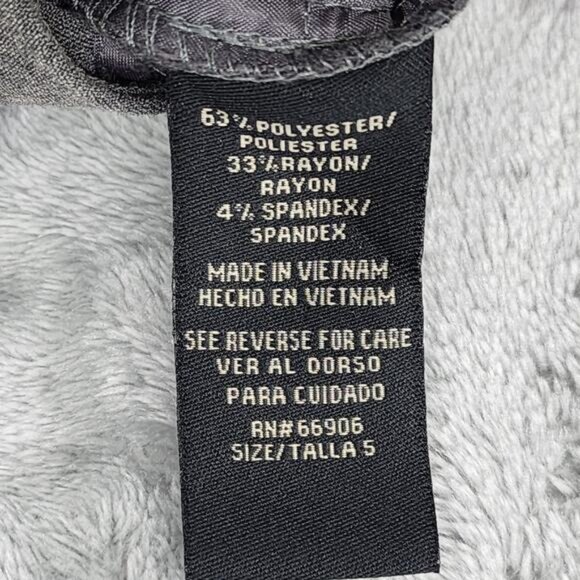 63% POLYESTER/
POLIESTER
33% RAYON/
RAYON
4% SPANDEX/
SPANDEX
MADE IN VIETNAM
HECHO EN VIETNAM
SEE REVERSE FOR CARE
VER AL DORSO
PARA CUIDADO
RN#66906
SIZE/TALLA 5